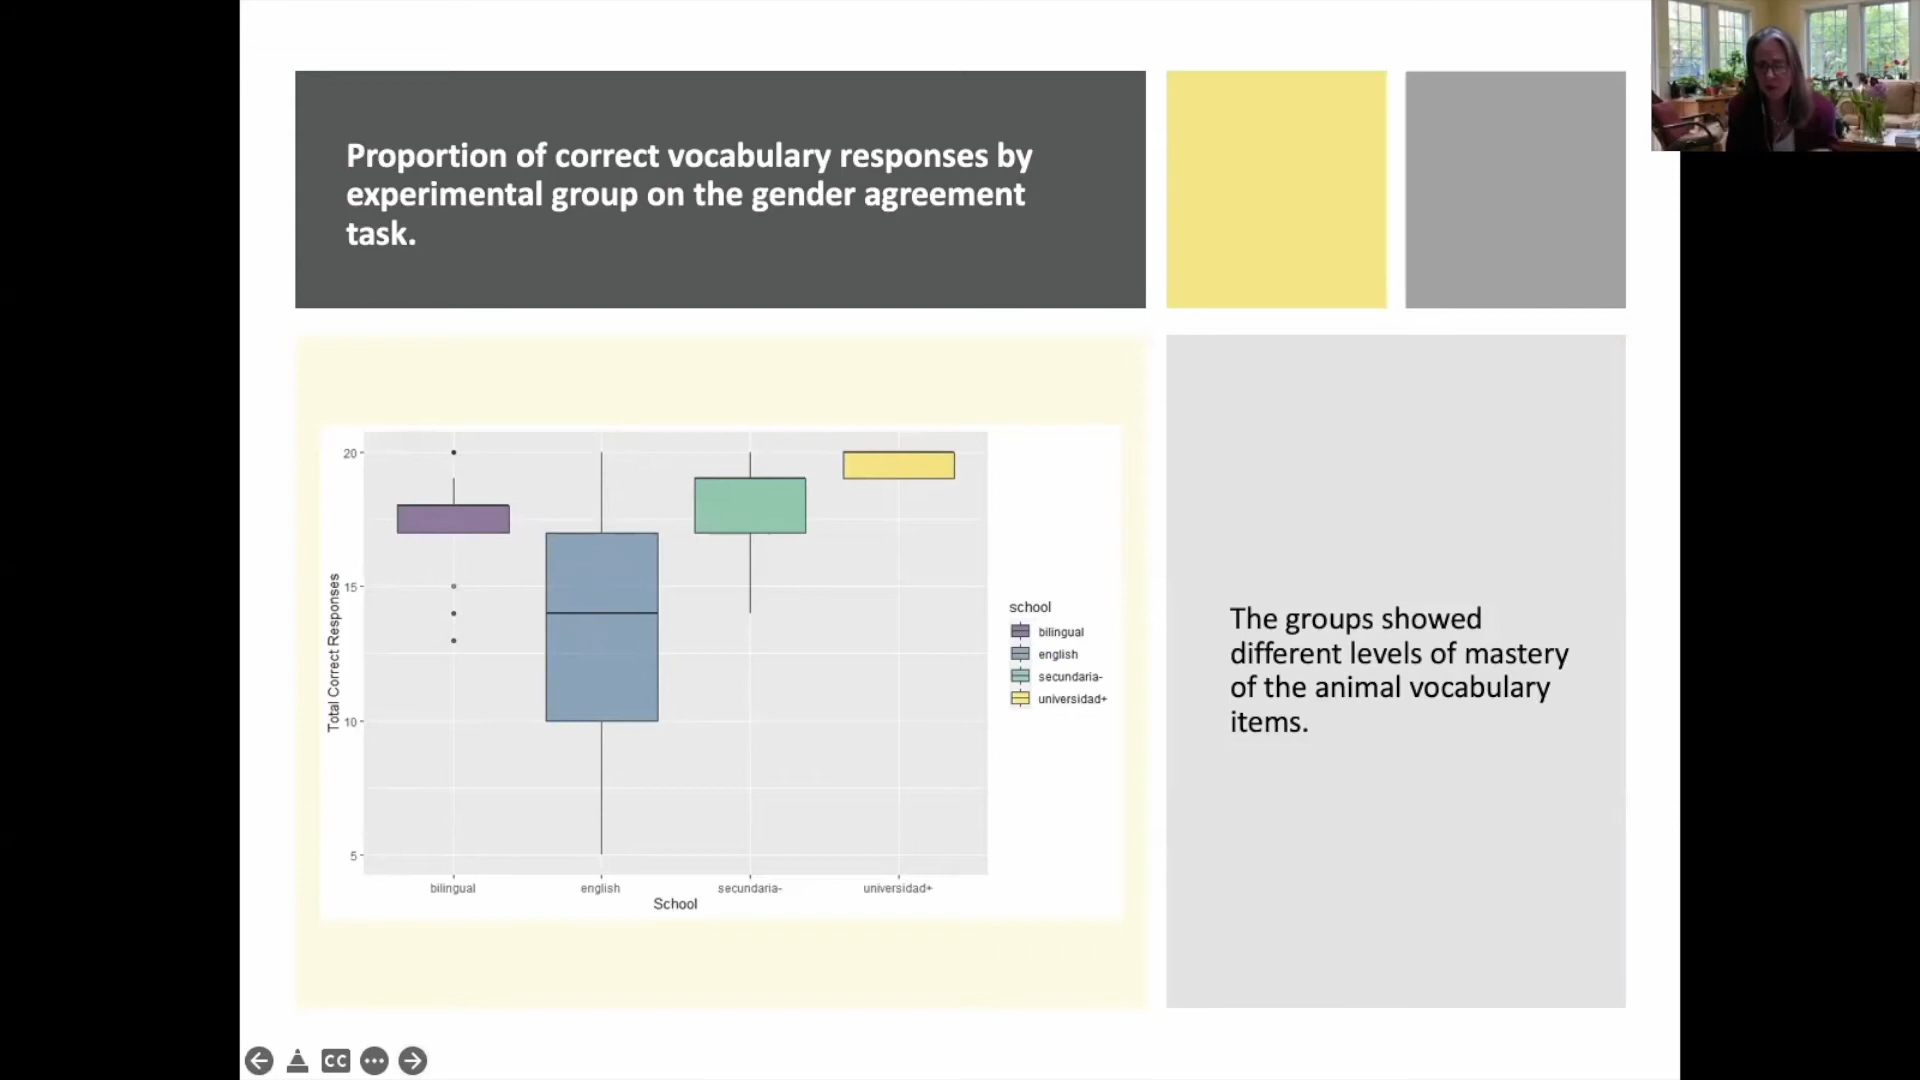 Proportion of correct vocabulary responses by
experimental group on the gender agreement
task.
20
15
10
5
Total Correct Responses
bilingual
english
secundaria-
universidad+
School
school
bilingual
english
secundaria-
universidad+
The groups showed
different levels of mastery
of the animal vocabulary
items.
CC